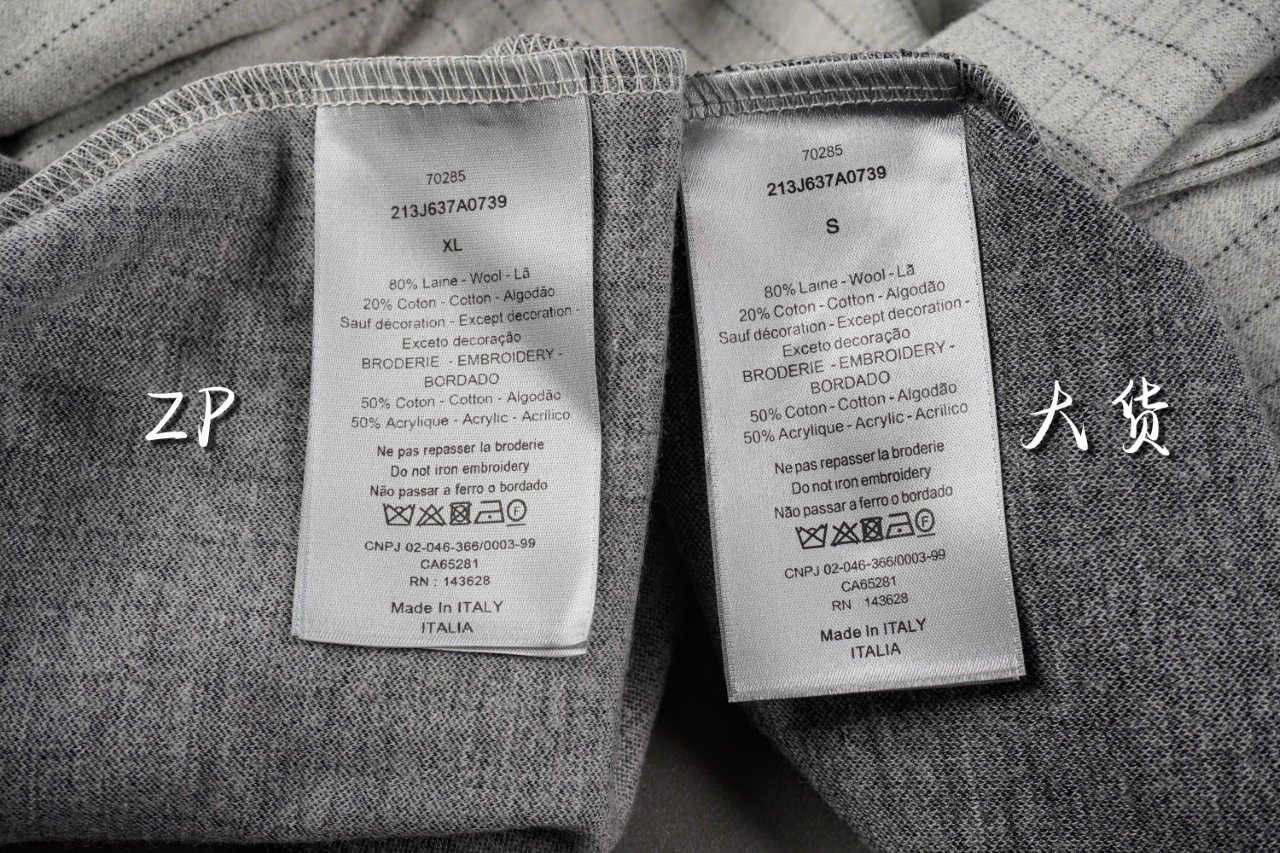 70285
213J637A0739
XL
80% Laine - Wool - Lã
20% Coton - Cotton - Algodão
Sauf décoration - Except decoration -
Exceto decoração
BRODERIE - EMBROIDERY -
BORDADO
50% Coton - Cotton - Algodão
50% Acrylique - Acrylic - Acrílico
Ne pas repasser la broderie
Do not iron embroidery
Não passar a ferro o bordado
F
CNPJ 02-046-366/0003-99
CA65281
RN : 143628
Made In ITALY
ITALIA
ZP
70285
213J637A0739
S
80% Laine - Wool - Lã
20% Coton - Cotton - Algodão
Sauf décoration - Except decoration -
Exceto decoração
BRODERIE - EMBROIDERY -
BORDADO
50% Coton - Cotton - Algodão
50% Acrylique - Acrylic - Acrílico
Ne pas repasser la broderie
Do not iron embroidery
Não passar a ferro o bordado
F
CNPJ 02-046-366/0003-99
CA65281
RN 143628
Made In ITALY
ITALIA
大货